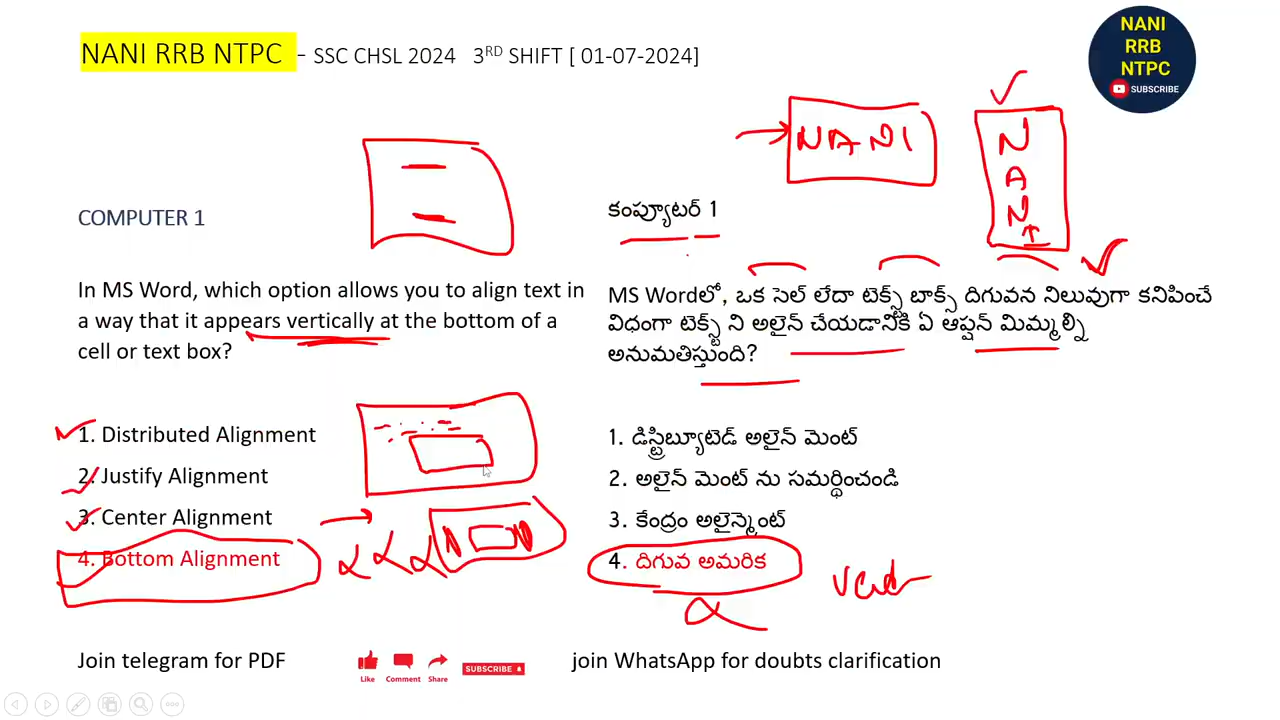 NANI RRB NTPC - SSC CHSL 2024 3RD SHIFT [ 01-07-2024]
NANI
RRB
NTPC
SUBSCRIBE
NANI
N
A
N
COMPUTER 1
కంప్యూటర్ 1
In MS Word, which option allows you to align text in
a way that it appears vertically at the bottom of a
cell or text box?
MS Wordలో, ఒక సెల్ లేదా టెక్స్ట్ బాక్స్ దిగువన నిలువుగా కనిపించే
విధంగా టెక్స్ట్ ని అలైన్ చేయడానికి ఏ ఆప్షన్ మిమ్మల్ని
అనుమతిస్తుంది?
1. Distributed Alignment
2. Justify Alignment
3. Center Alignment
4. Bottom Alignment
1. డిస్ట్రిబ్యూటెడ్ అలైన్ మెంట్
2. అలైన్ మెంట్ ను సమర్థించండి
3. కేంద్రం అలైన్మెంట్
4. దిగువ అమరిక
Join telegram for PDF
Like
Comment
Share
SUBSCRIBE
join WhatsApp for doubts clarification